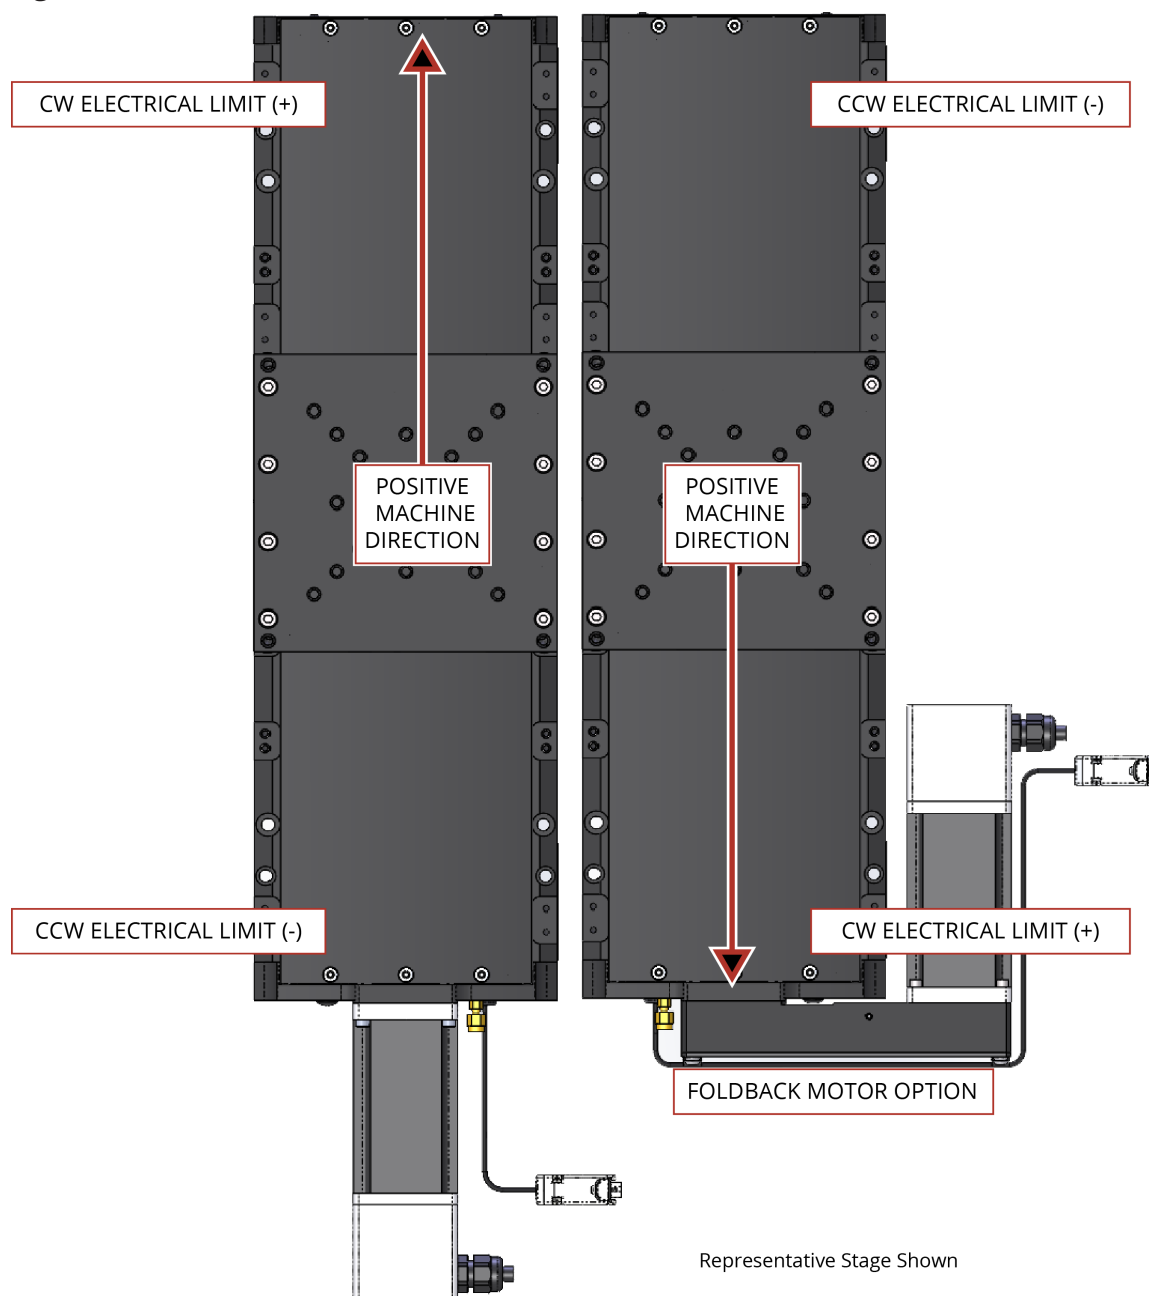 CW ELECTRICAL LIMIT (+)
CCW ELECTRICAL LIMIT (-)
POSITIVE
MACHINE
DIRECTION
POSITIVE
MACHINE
DIRECTION
CCW ELECTRICAL LIMIT (-)
CW ELECTRICAL LIMIT (+)
FOLDBACK MOTOR OPTION
Representative Stage Shown